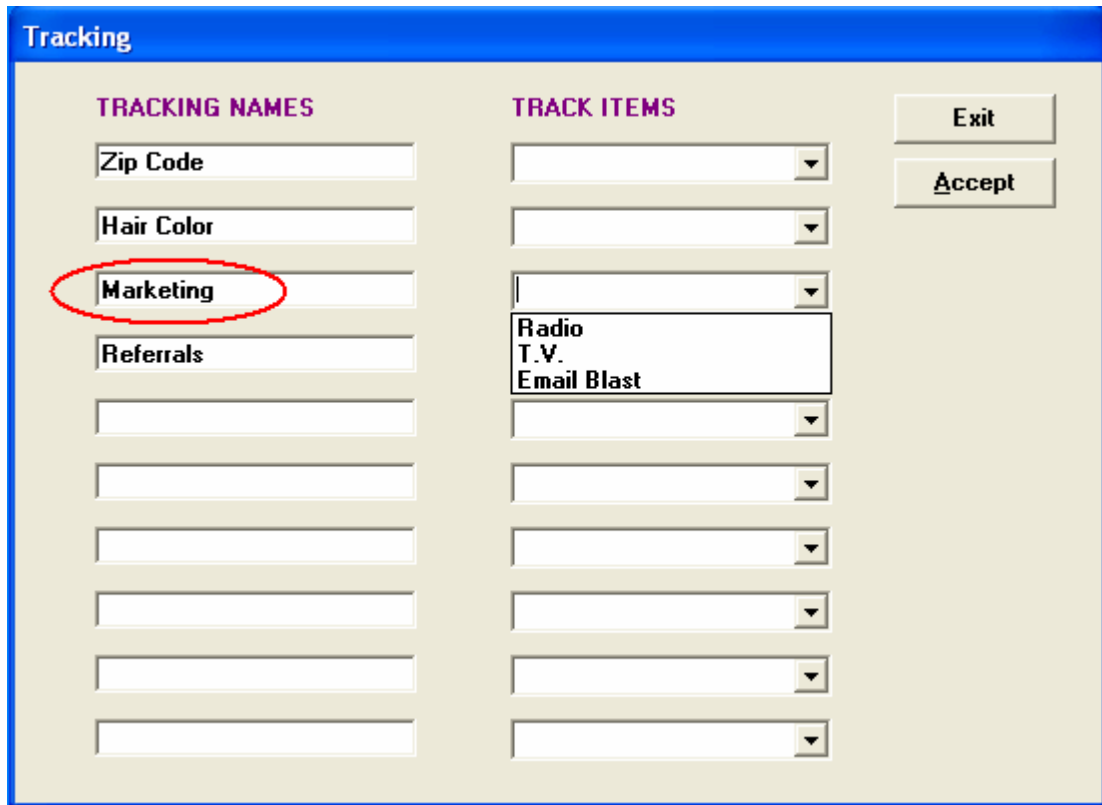 Tracking
TRACKING NAMES TRACK ITEMS Exit
Zip Code
Accept
Hair Color
Marketing
Radio
Referrals T.V.
Email Blast